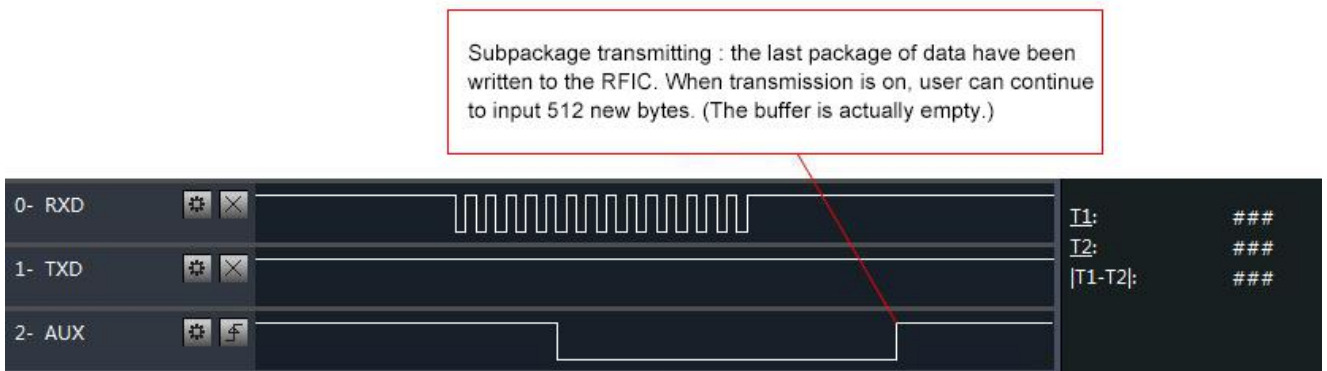 Subpackage transmitting : the last package of data have been
written to the RFIC. When transmission is on, user can continue
to input 512 new bytes. (The buffer is actually empty.)
0- RXD
T1: ###
1- TXD
T2: ###
|T1-T2|: ###
2- AUX